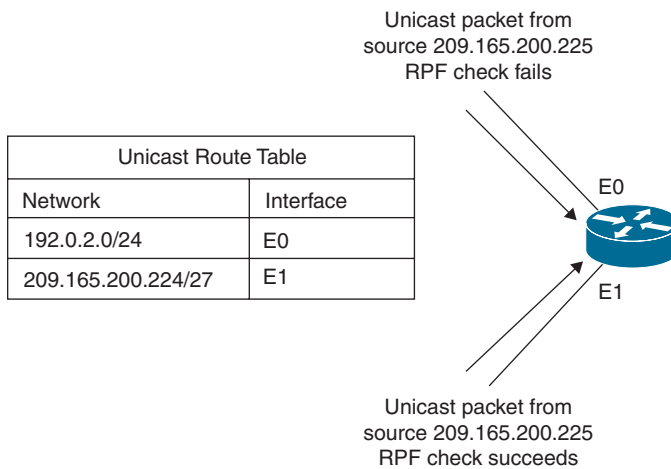 Unicast packet from
source 209.165.200.225
RPF check fails
Unicast Route Table
Network Interface
192.0.2.0/24 E0
209.165.200.224/27 E1
E0
E1
Unicast packet from
source 209.165.200.225
RPF check succeeds